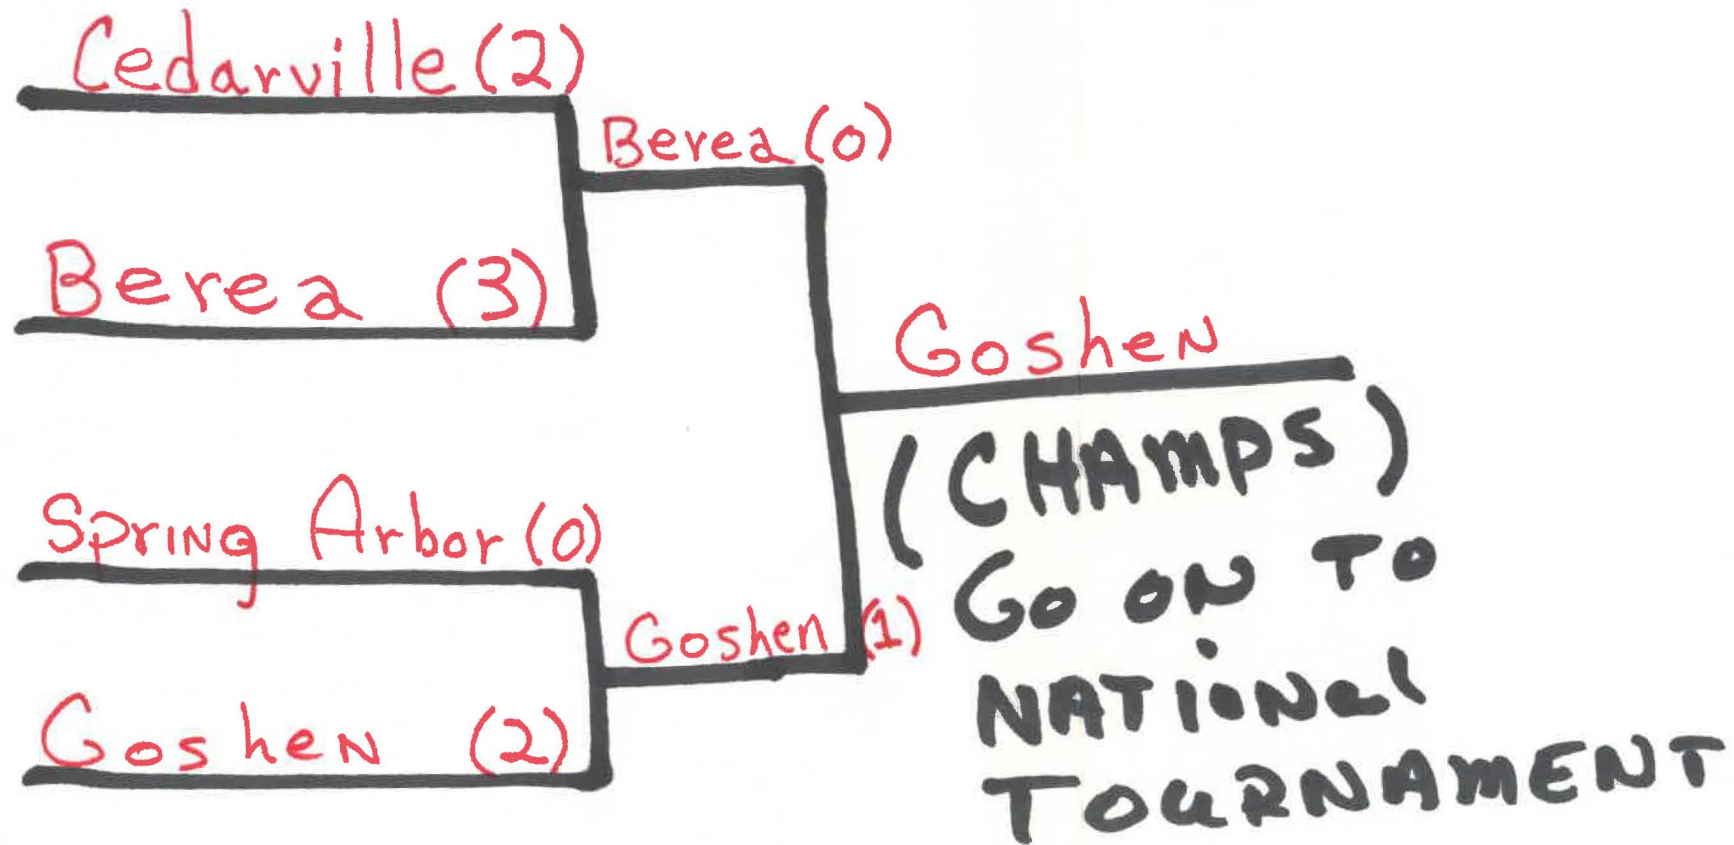 Cedarville (2)
Berea (0)
Berea (3)
Goshen
(CHAMPS)
Spring Arbor (0)
Go ON TO
Goshen (1)
NATiONal
Goshen (2)
TOURNAMENT